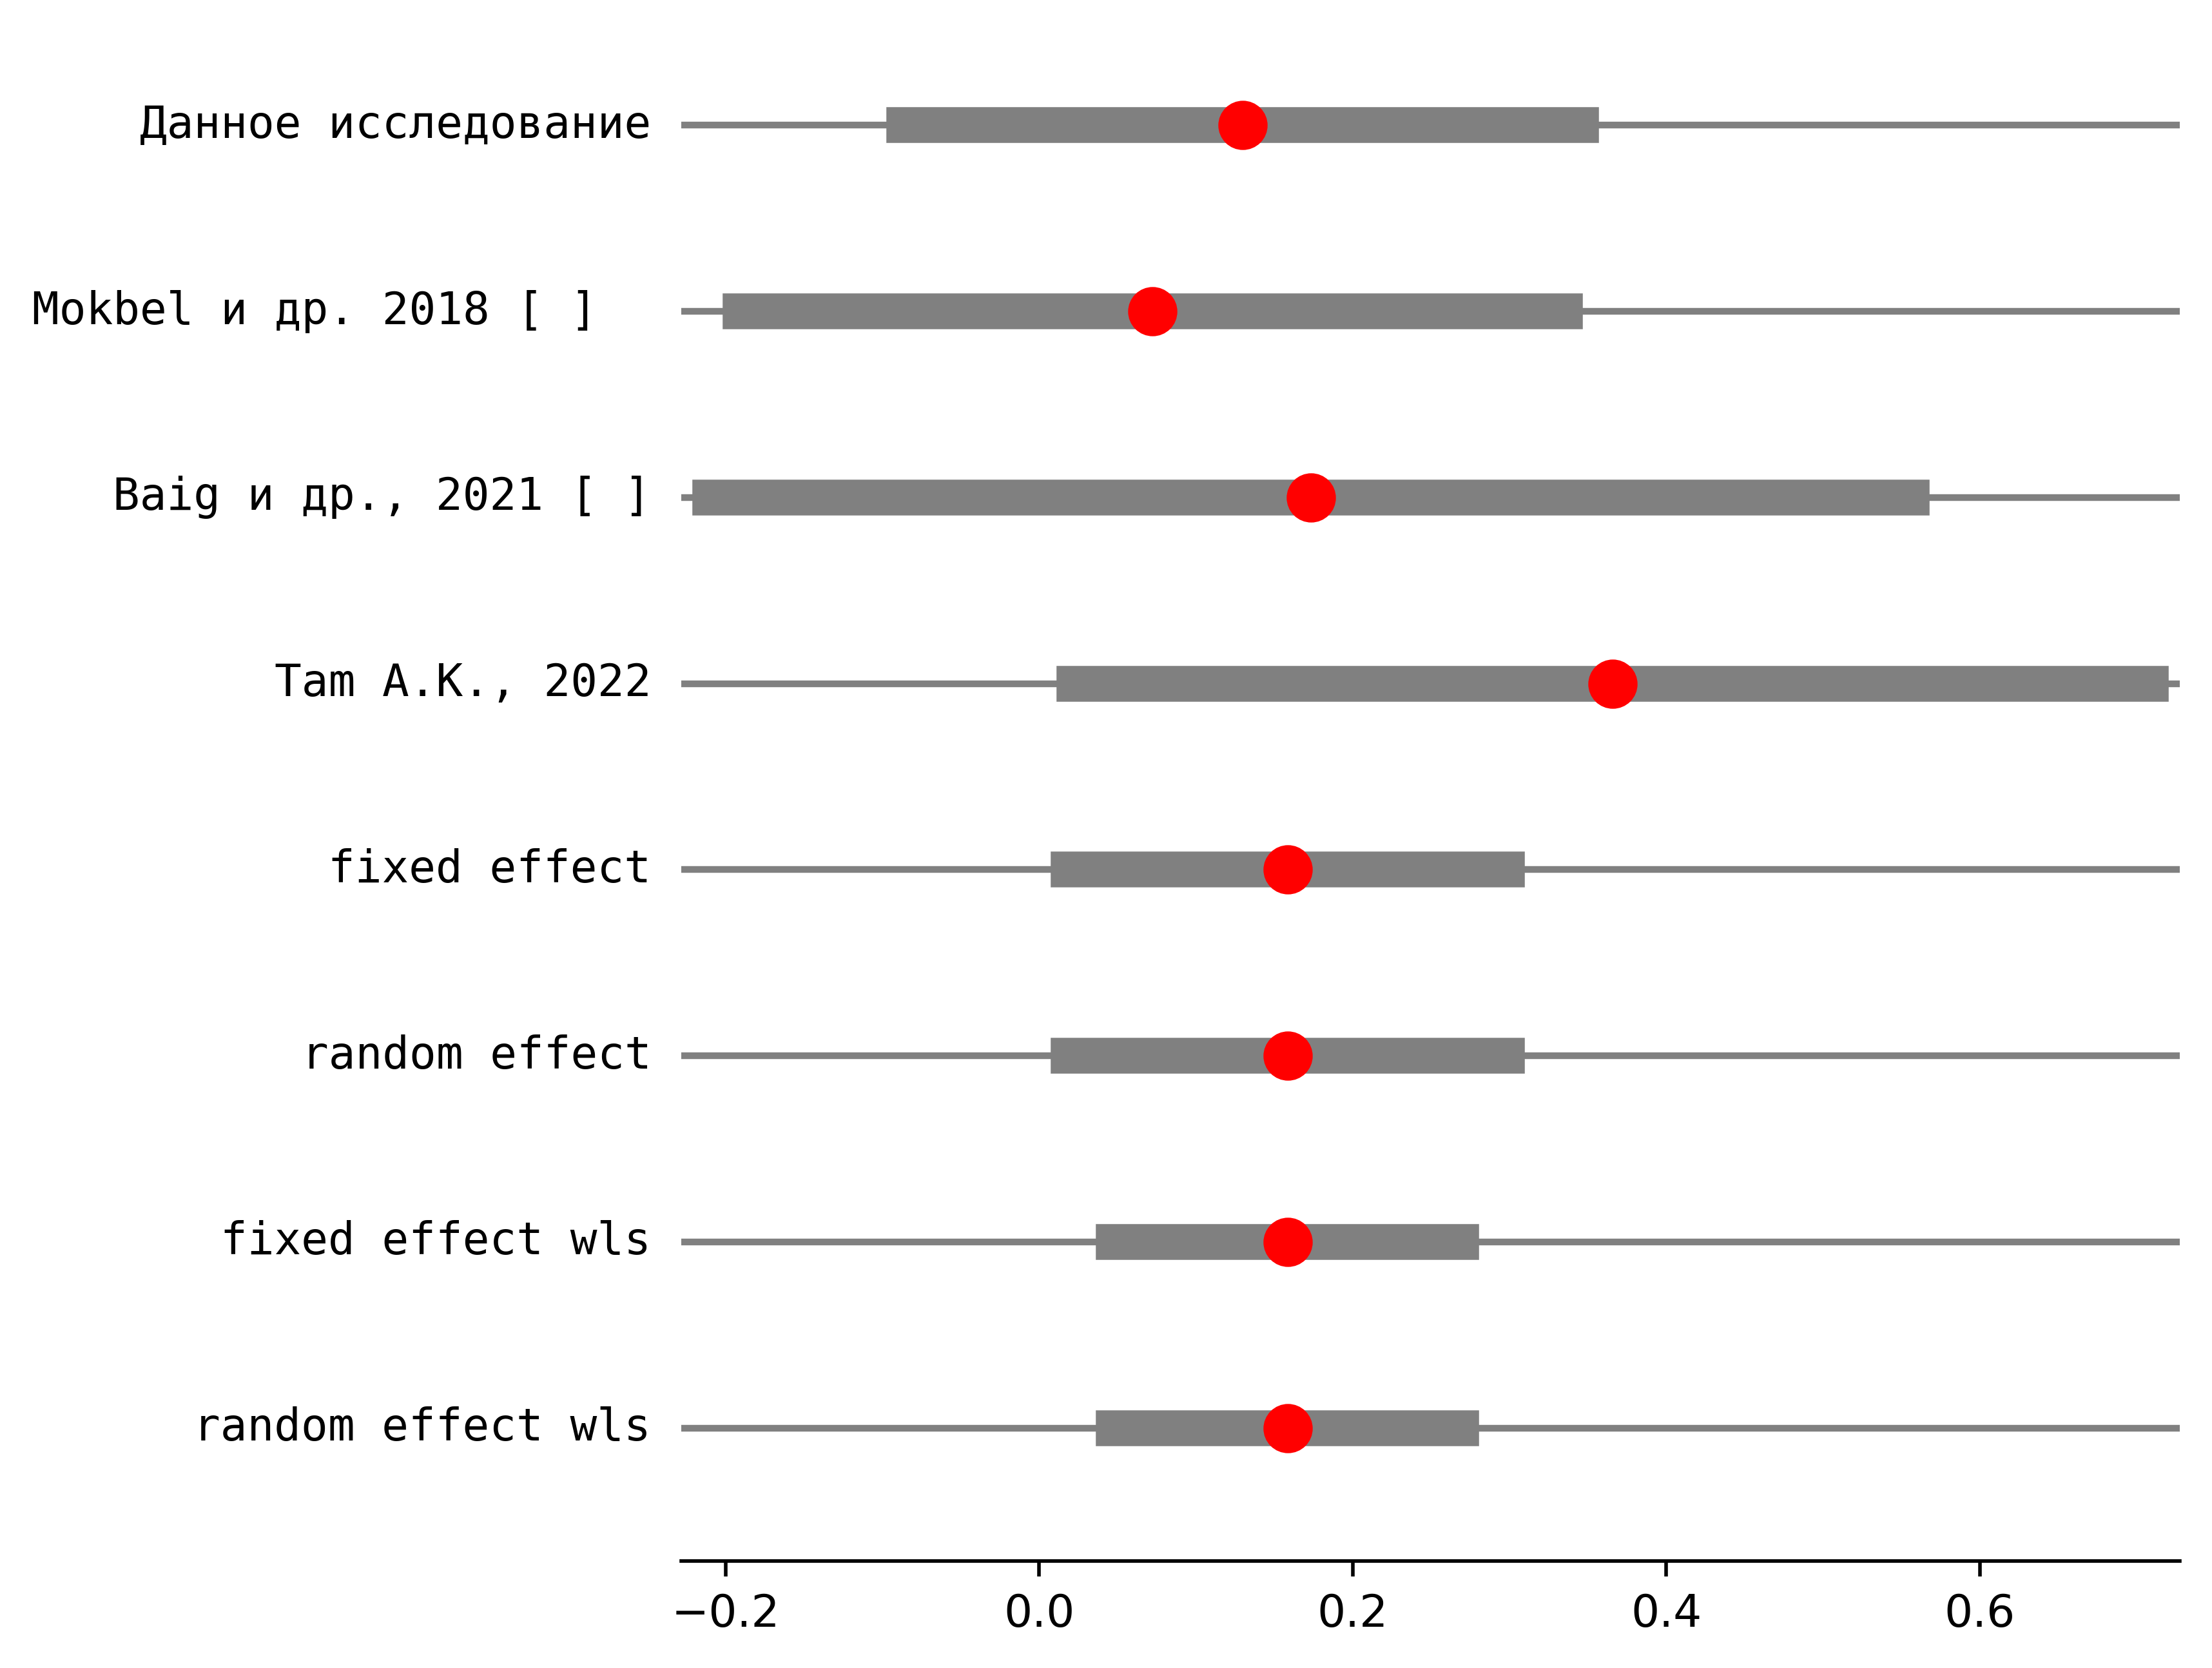 Данное исследование
Mokbel и др. 2018 [ ]
Baig и др., 2021 [ ]
Tam A.K., 2022
fixed effect
random effect
fixed effect wls
random effect wls
−0.2 0.0 0.2 0.4 0.6